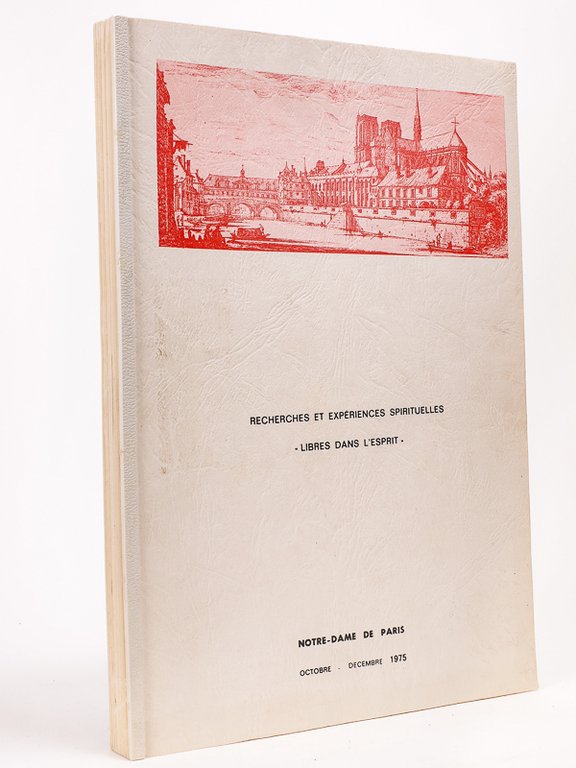 RECHERCHES ET EXPÉRIENCES SPIRITUELLES
- LIBRES DANS L'ESPRIT -
NOTRE-DAME DE PARIS
OCTOBRE - DECEMBRE 1975